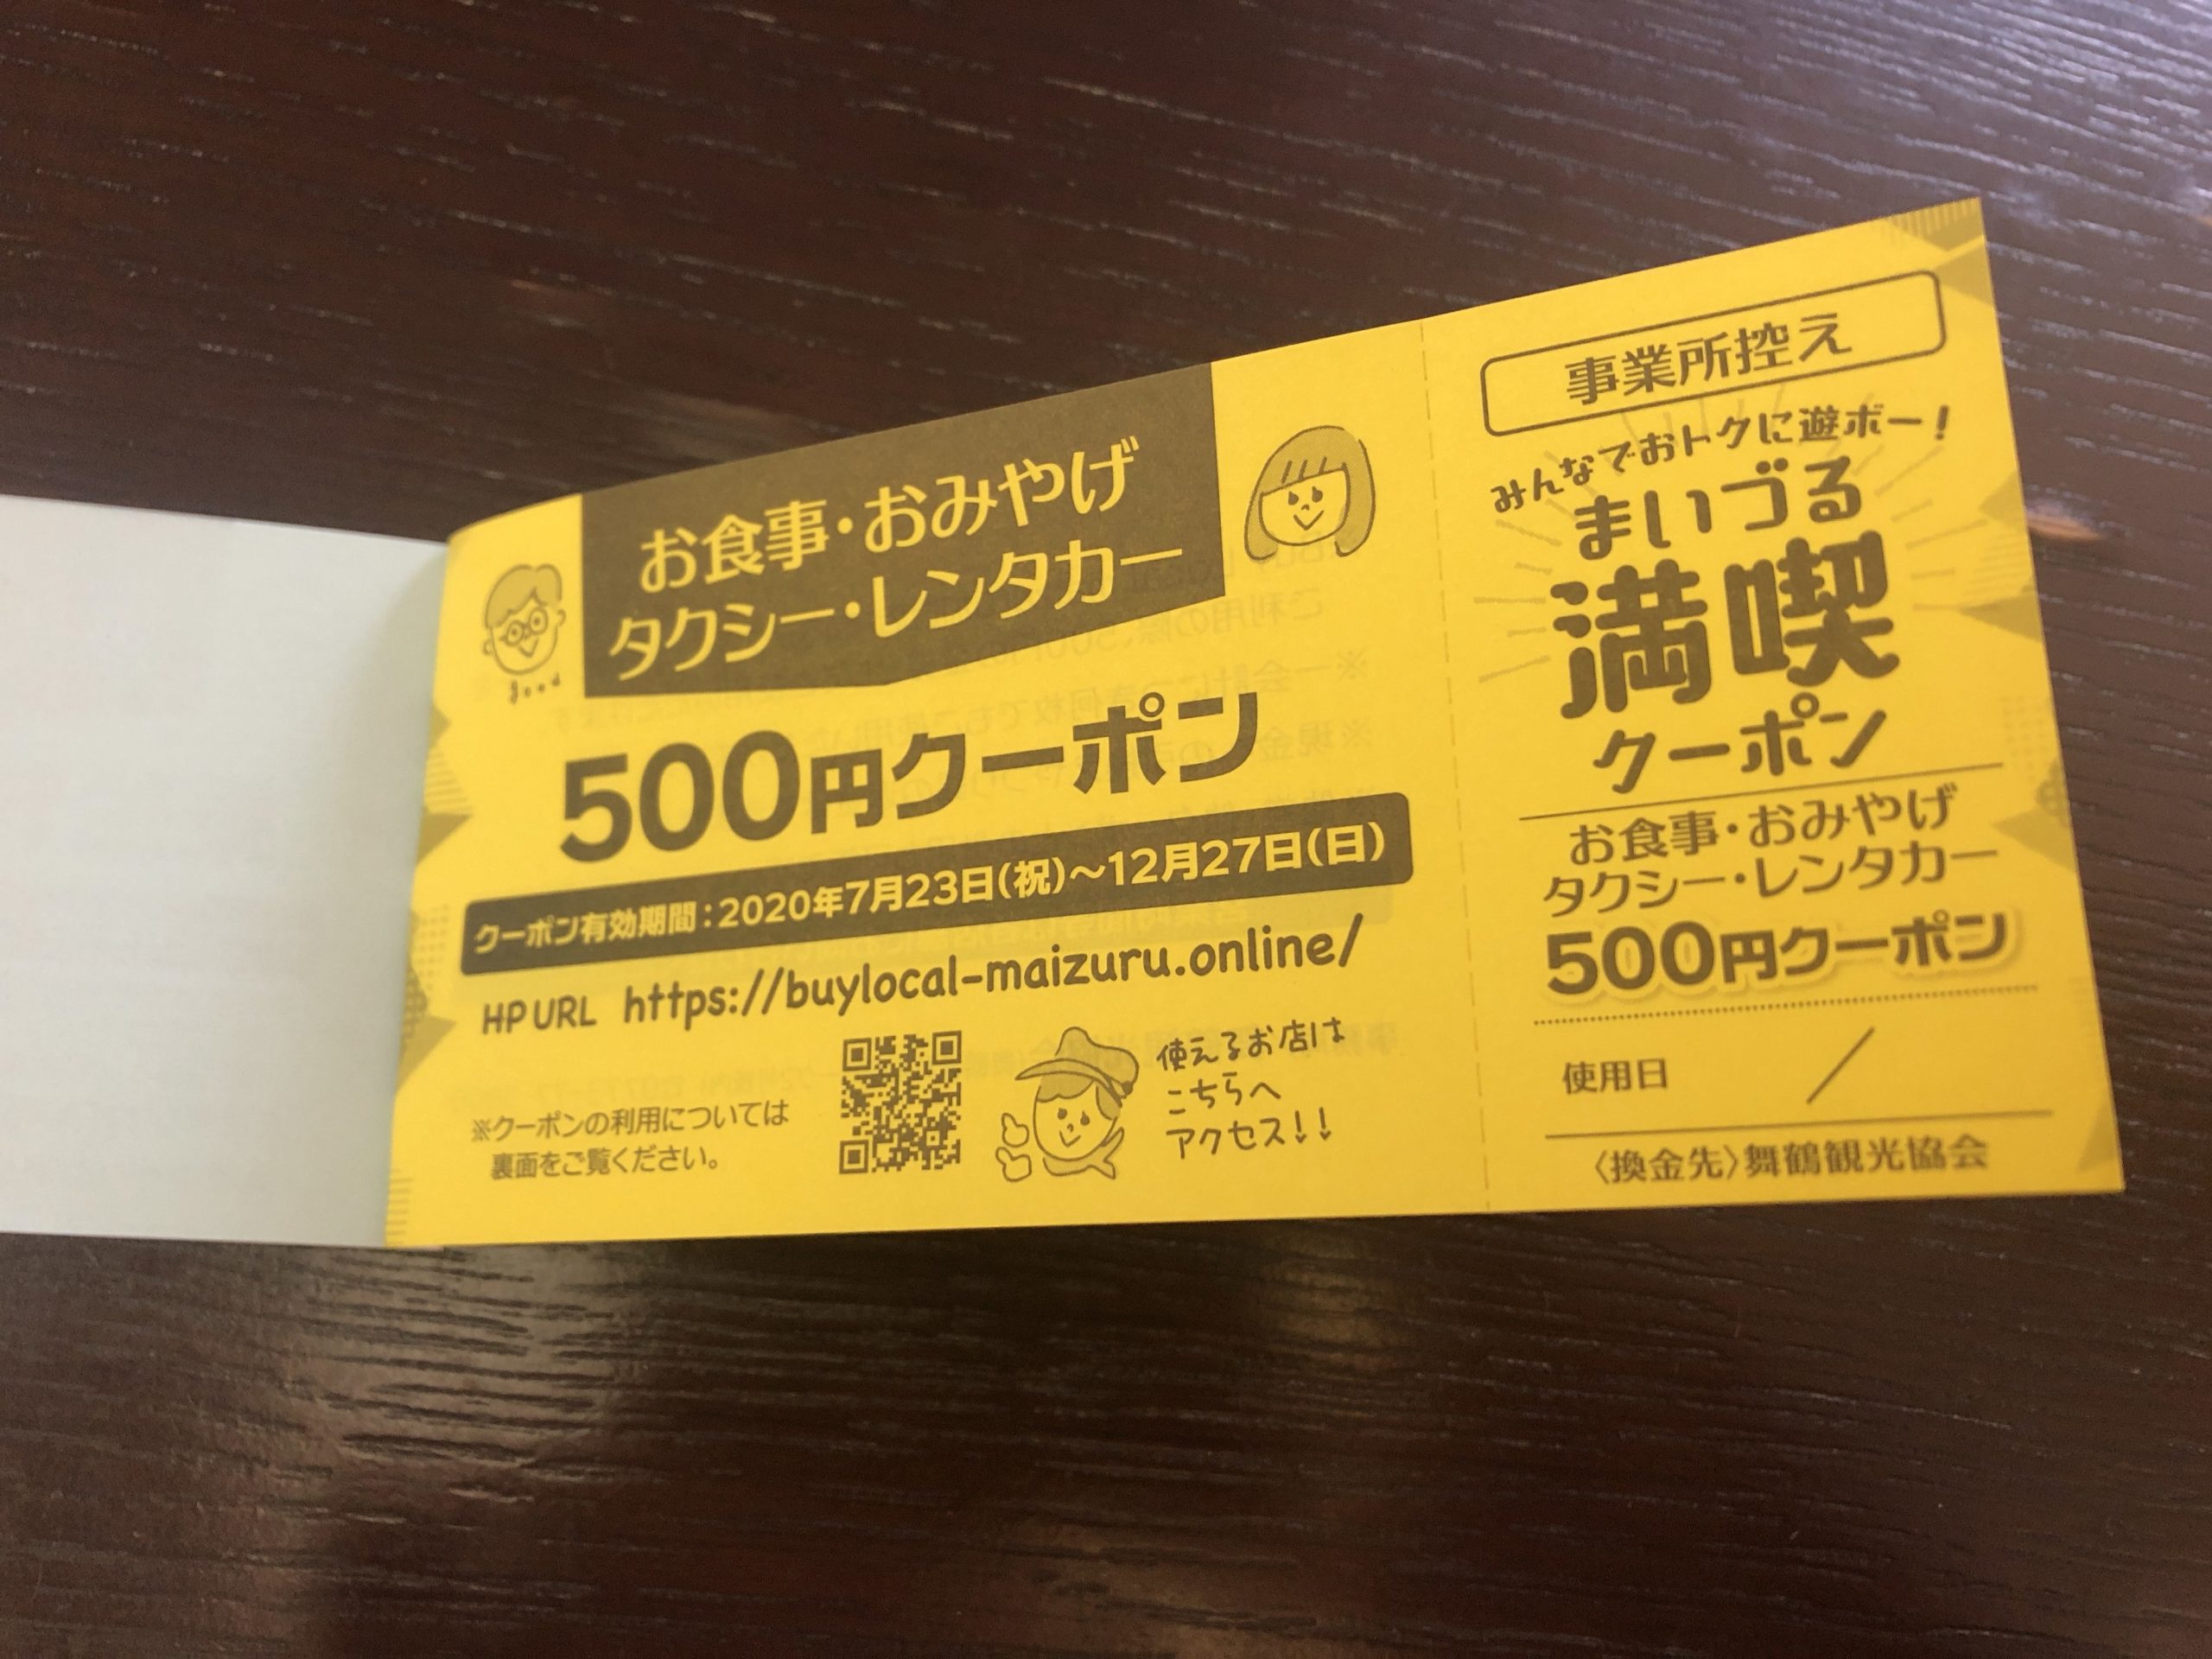 お食事・おみやげ
タクシー・レンタカー
good
500円クーポン
クーポン有効期間：2020年7月23日(祝)～12月27日(日)
HP URL https://buylocal-maizuru.online/
※クーポンの利用については
裏面をご覧ください。
使えるお店は
こちらへ
アクセス！！
事業所控え
みんなでおトクに遊ボー！
まいづる
満喫
クーポン
お食事・おみやげ
タクシー・レンタカー
500円クーポン
使用日 ／
〈換金先〉舞鶴観光協会